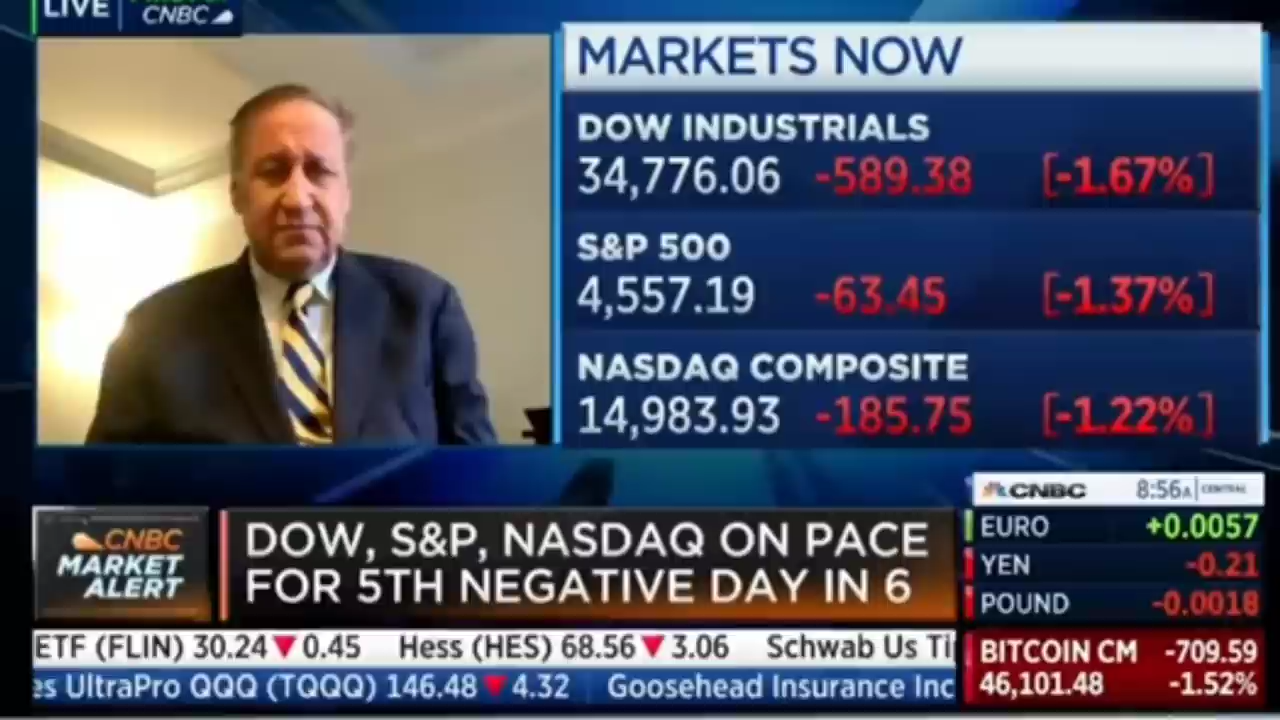 LIVE
CNBC
MARKETS NOW
DOW INDUSTRIALS
34,776.06 -589.38 [-1.67%]
S&P 500
4,557.19 -63.45 [-1.37%]
NASDAQ COMPOSITE
14,983.93 -185.75 [-1.22%]
CNBC
MARKET
ALERT
DOW, S&P, NASDAQ ON PACE
FOR 5TH NEGATIVE DAY IN 6
CNBC 8:56A CENTRAL
EURO +0.0057
YEN -0.21
POUND -0.0018
BITCOIN CM -709.59
46,101.48 -1.52%
ETF (FLIN) 30.24▼0.45 Hess (HES) 68.56▼3.06 Schwab Us Ti
es UltraPro QQQ (TQQQ) 146.48▼4.32 Goosehead Insurance Inc